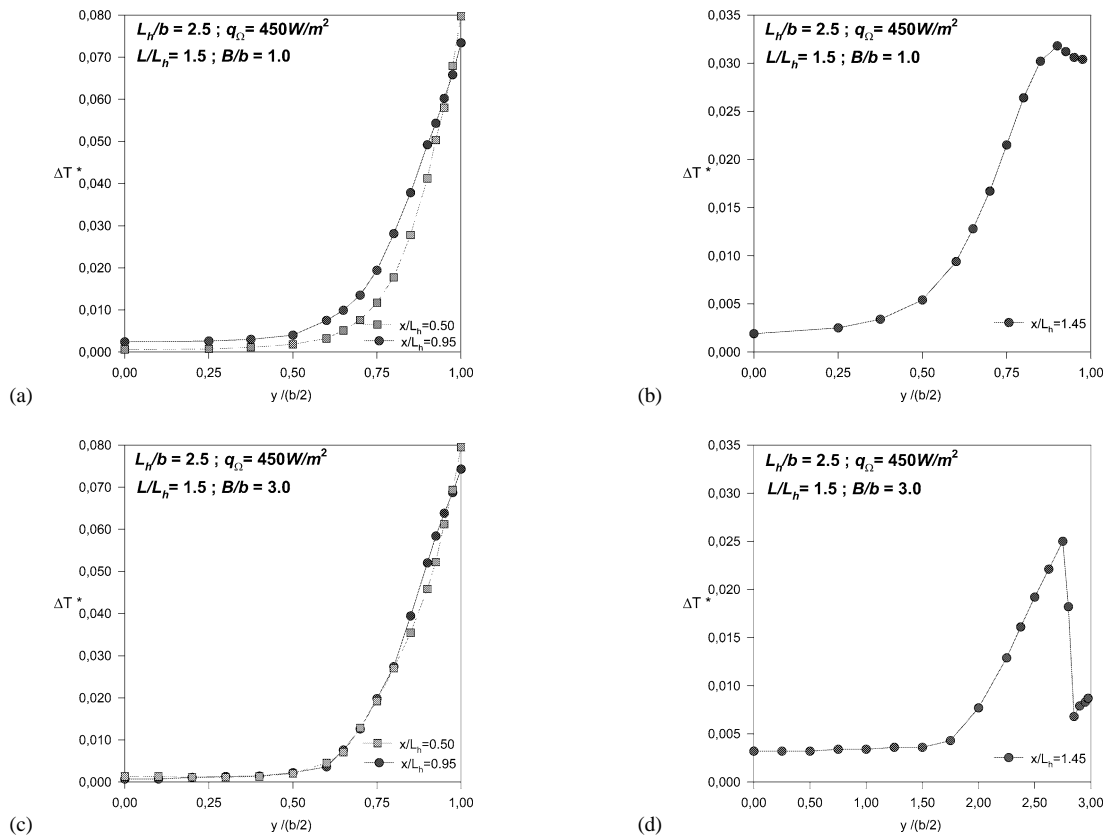 L_h/b = 2.5 ; q_Ω= 450W/m²
L/L_h= 1.5 ; B/b = 1.0
0,080
0,070
0,060
0,050
0,040
0,030
0,020
0,010
0,000
ΔT *
x/L_h=0.50
x/L_h=0.95
0,00 0,25 0,50 0,75 1,00
y /(b/2)
(a)
L_h/b = 2.5 ; q_Ω= 450W/m²
L/L_h= 1.5 ; B/b = 1.0
0,035
0,030
0,025
0,020
0,015
0,010
0,005
0,000
ΔT *
x/L_h=1.45
0,00 0,25 0,50 0,75 1,00
y /(b/2)
(b)
L_h/b = 2.5 ; q_Ω= 450W/m²
L/L_h= 1.5 ; B/b = 3.0
0,080
0,070
0,060
0,050
0,040
0,030
0,020
0,010
0,000
ΔT *
x/L_h=0.50
x/L_h=0.95
0,00 0,25 0,50 0,75 1,00
y /(b/2)
(c)
L_h/b = 2.5 ; q_Ω= 450W/m²
L/L_h= 1.5 ; B/b = 3.0
0,035
0,030
0,025
0,020
0,015
0,010
0,005
0,000
ΔT *
x/L_h=1.45
0,00 0,50 1,00 1,50 2,00 2,50 3,00
y /(b/2)
(d)